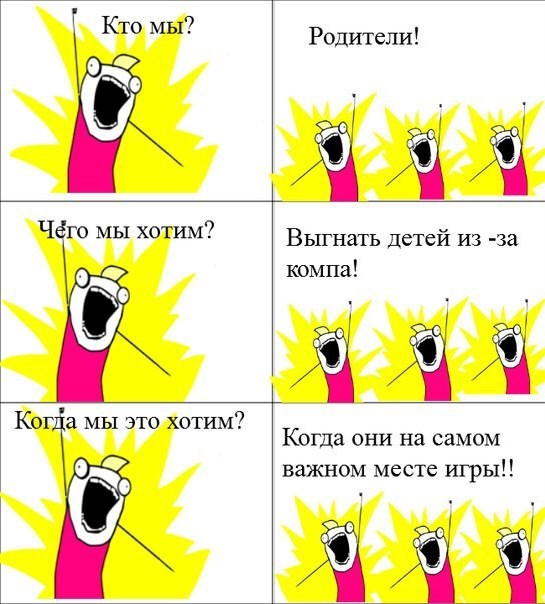 Кто мы?
Родители!
Чего мы хотим?
Выгнать детей из -за
компа!
Когда мы это хотим?
Когда они на самом
важном месте игры!!